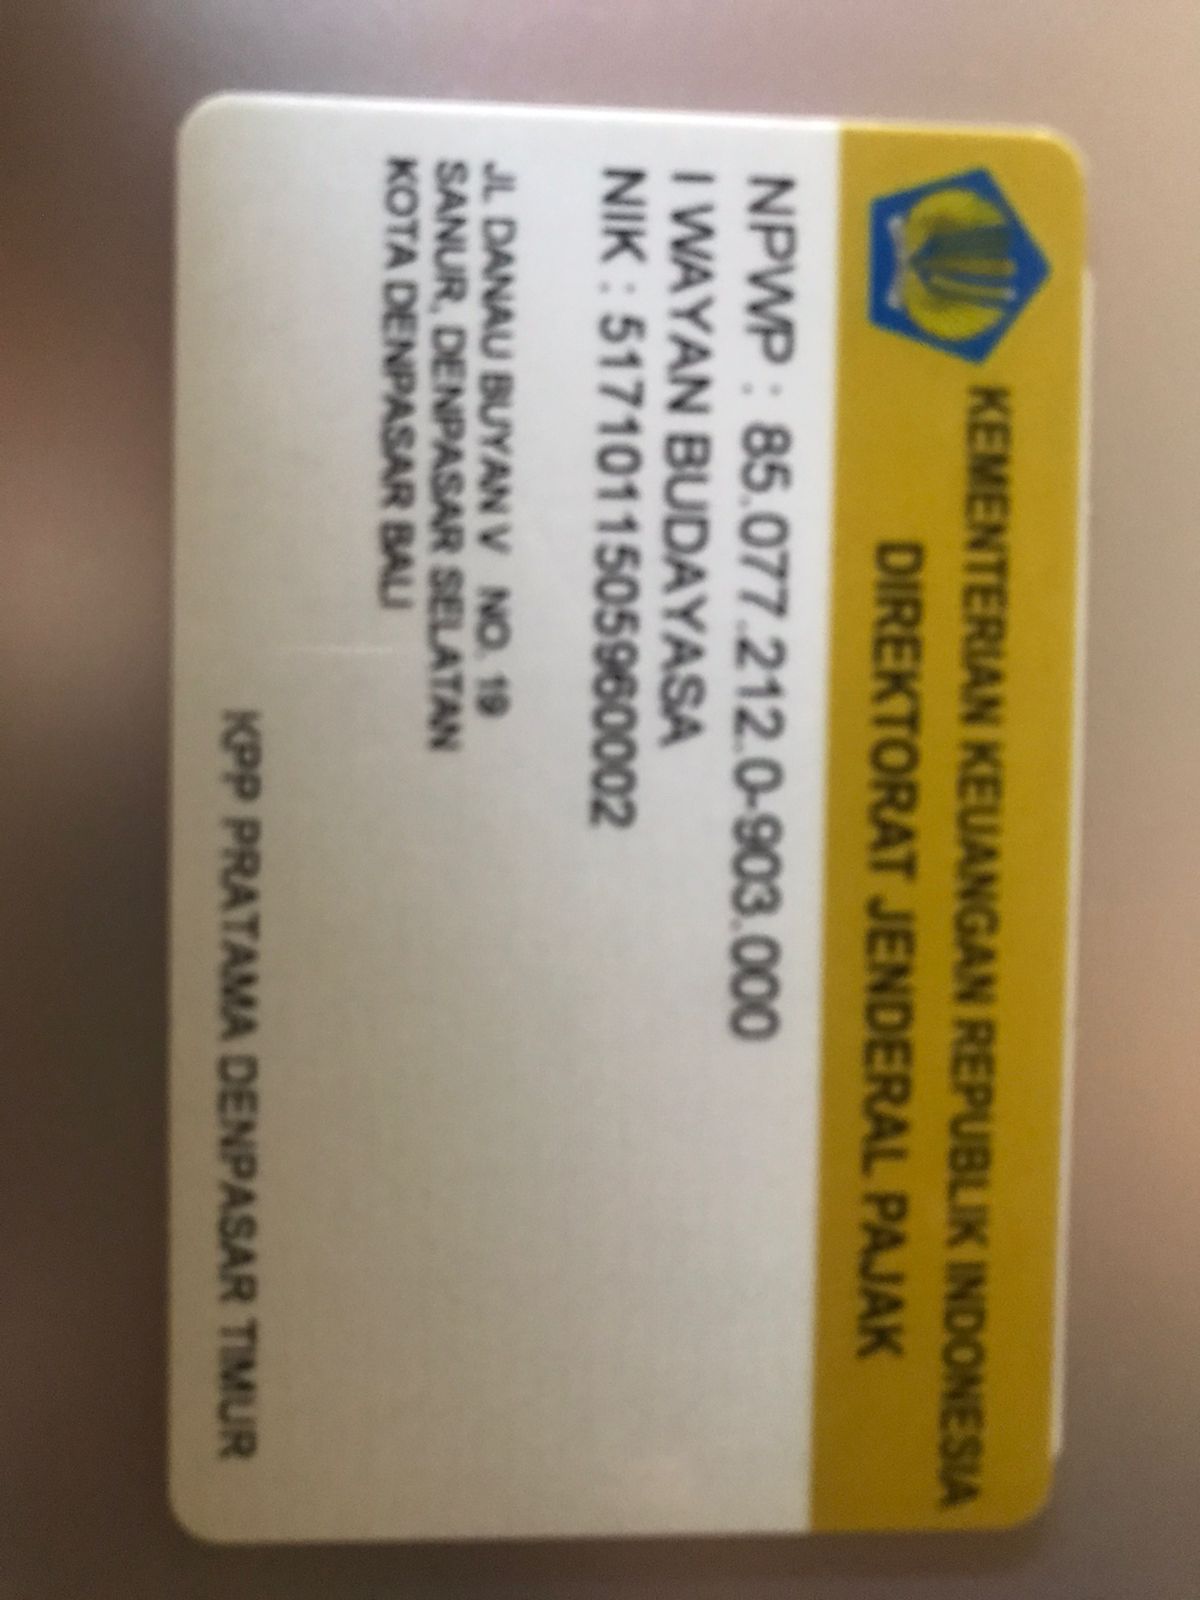 KEMENTERIAN KEUANGAN REPUBLIK INDONESIA
DIREKTORAT JENDERAL PAJAK
NPWP : 85.077.212.0-903.000
I WAYAN BUDAYASA
NIK : 5171011505960002
JL DANAU BUYAN V NO. 19
SANUR, DENPASAR SELATAN
KOTA DENPASAR BALI
KPP PRATAMA DENPASAR TIMUR